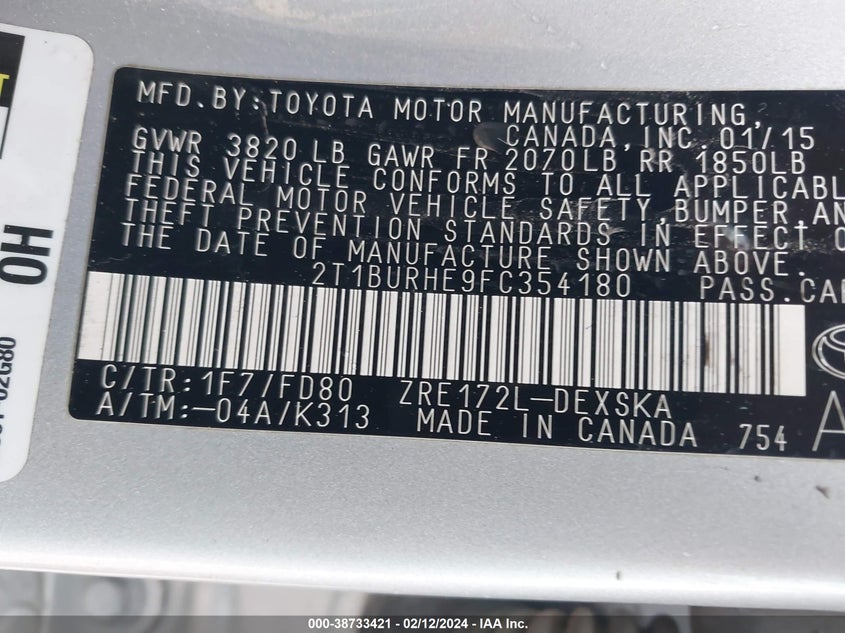 MFD.BY:TOYOTA MOTOR MANUFACTURING,
CANADA,INC.01/15
GVWR 3820 LB GAWR FR 2070LB RR 1850LB
THIS VEHICLE CONFORMS TO ALL APPLICABL
FEDERAL MOTOR VEHICLE SAFETY,BUMPER,AN
THEFT PREVENTION STANDARDS IN EFFECT O
THE DATE OF MANUFACTURE SHOWN ABOVE.
2T1BURHE9FC354180 PASS.CAR
C/TR:1F7/FD80 ZRE172L-DEXSKA
A/TM:-04A/K313 MADE IN CANADA 754
A
OH
02G80
000-38733421 - 02/12/2024 - IAA Inc.